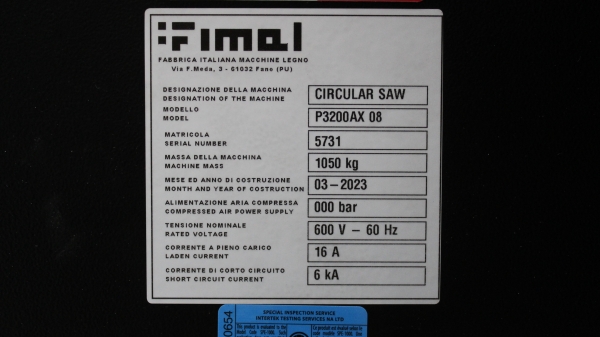 Fimal
FABBRICA ITALIANA MACCHINE LEGNO
Via F.Meda, 3 - 61032 Fano (PU)
DESIGNAZIONE DELLA MACCHINA
DESIGNATION OF THE MACHINE
CIRCULAR SAW
MODELLO
MODEL
P3200AX 08
MATRICOLA
SERIAL NUMBER
5731
MASSA DELLA MACCHINA
MACHINE MASS
1050 kg
MESE ED ANNO DI COSTRUZIONE
MONTH AND YEAR OF COSTRUCTION
03-2023
ALIMENTAZIONE ARIA COMPRESSA
COMPRESSED AIR POWER SUPPLY
000 bar
TENSIONE NOMINALE
RATED VOLTAGE
600 V - 60 Hz
CORRENTE A PIENO CARICO
LADEN CURRENT
16 A
CORRENTE DI CORTO CIRCUITO
SHORT CIRCUIT CURRENT
6 kA
SPECIAL INSPECTION SERVICE
INTERTEK TESTING SERVICES NA LTD
0654